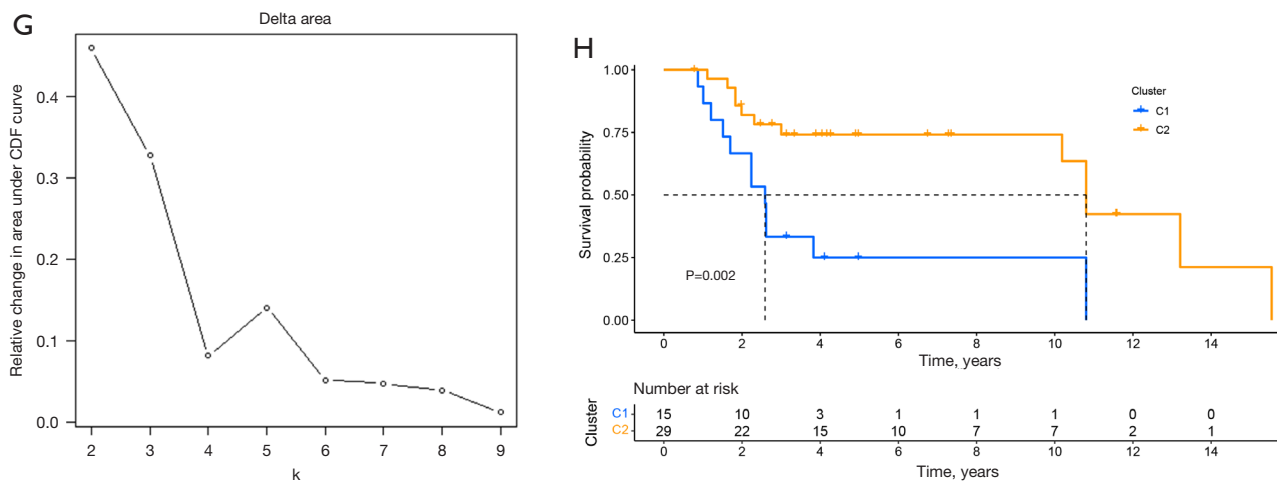 G
Delta area
Relative change in area under CDF curve
0.4
0.3
0.2
0.1
0.0
2 3 4 5 6 7 8 9
k
H
Survival probability
1.00
0.75
0.50
0.25
0.00
Cluster
C1
C2
P=0.002
0 2 4 6 8 10 12 14
Time, years
Number at risk
Cluster
C1 15 10 3 1 1 1 0 0
C2 29 22 15 10 7 7 2 1
0 2 4 6 8 10 12 14
Time, years